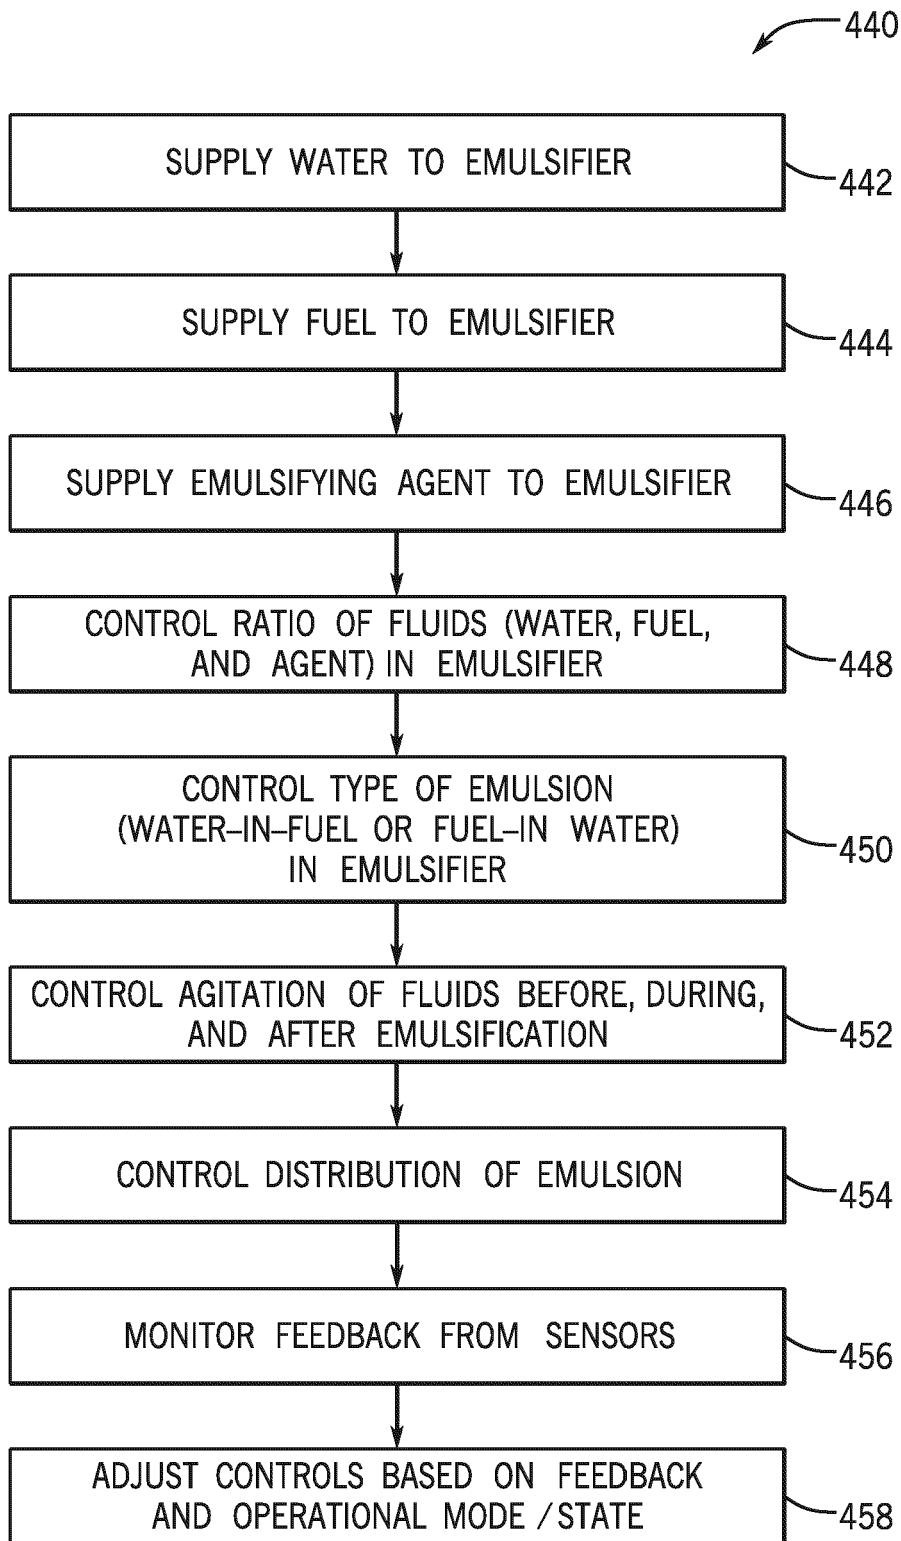 440
SUPPLY WATER TO EMULSIFIER
442
SUPPLY FUEL TO EMULSIFIER
444
SUPPLY EMULSIFYING AGENT TO EMULSIFIER
446
CONTROL RATIO OF FLUIDS (WATER, FUEL,
AND AGENT) IN EMULSIFIER
448
CONTROL TYPE OF EMULSION
(WATER-IN-FUEL OR FUEL-IN WATER)
IN EMULSIFIER
450
CONTROL AGITATION OF FLUIDS BEFORE, DURING,
AND AFTER EMULSIFICATION
452
CONTROL DISTRIBUTION OF EMULSION
454
MONITOR FEEDBACK FROM SENSORS
456
ADJUST CONTROLS BASED ON FEEDBACK
AND OPERATIONAL MODE / STATE
458